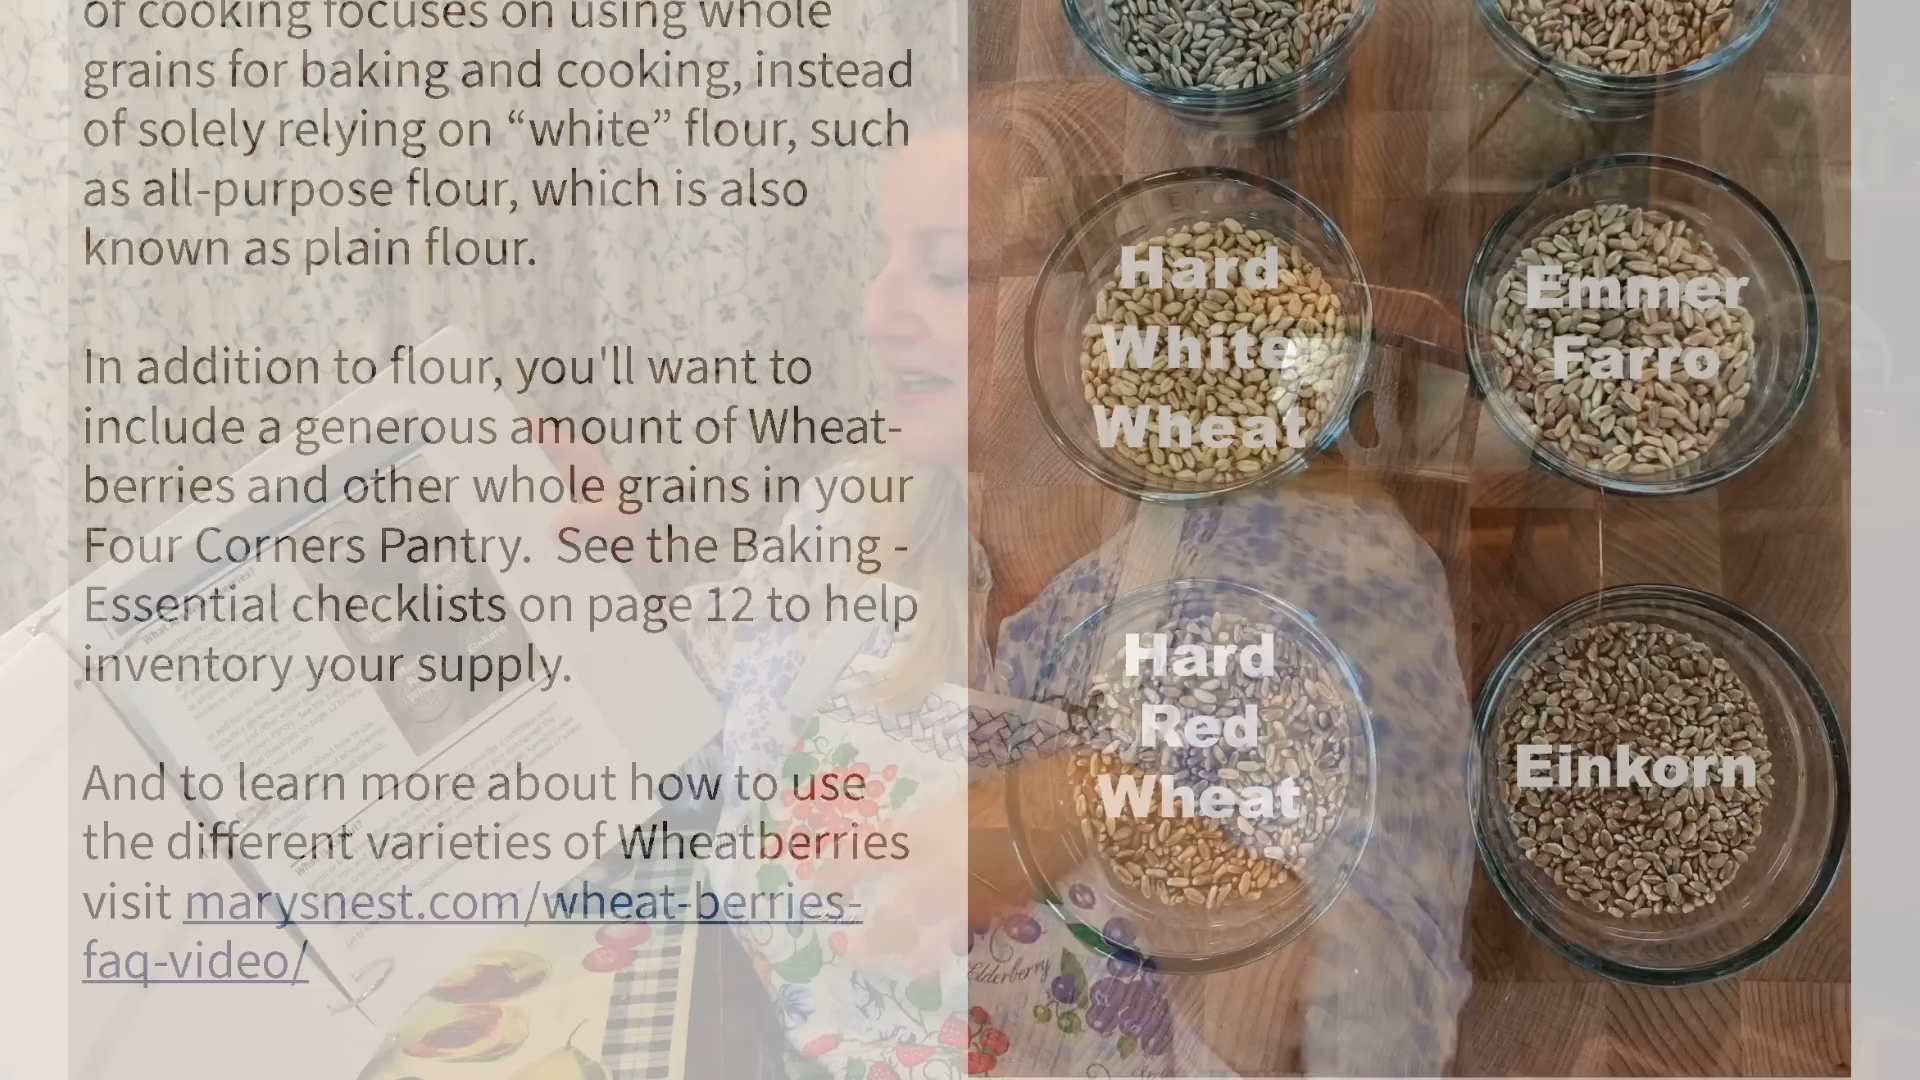 of cooking focuses on using whole
grains for baking and cooking, instead
of solely relying on “white” flour, such
as all-purpose flour, which is also
known as plain flour.
In addition to flour, you'll want to
include a generous amount of Wheat-
berries and other whole grains in your
Four Corners Pantry.  See the Baking -
Essential checklists on page 12 to help
inventory your supply.
And to learn more about how to use
the different varieties of Wheatberries
visit marysnest.com/wheat-berries-
faq-video/
Hard
White
Wheat
Emmer
Farro
Hard
Red
Wheat
Einkorn
Elderberry